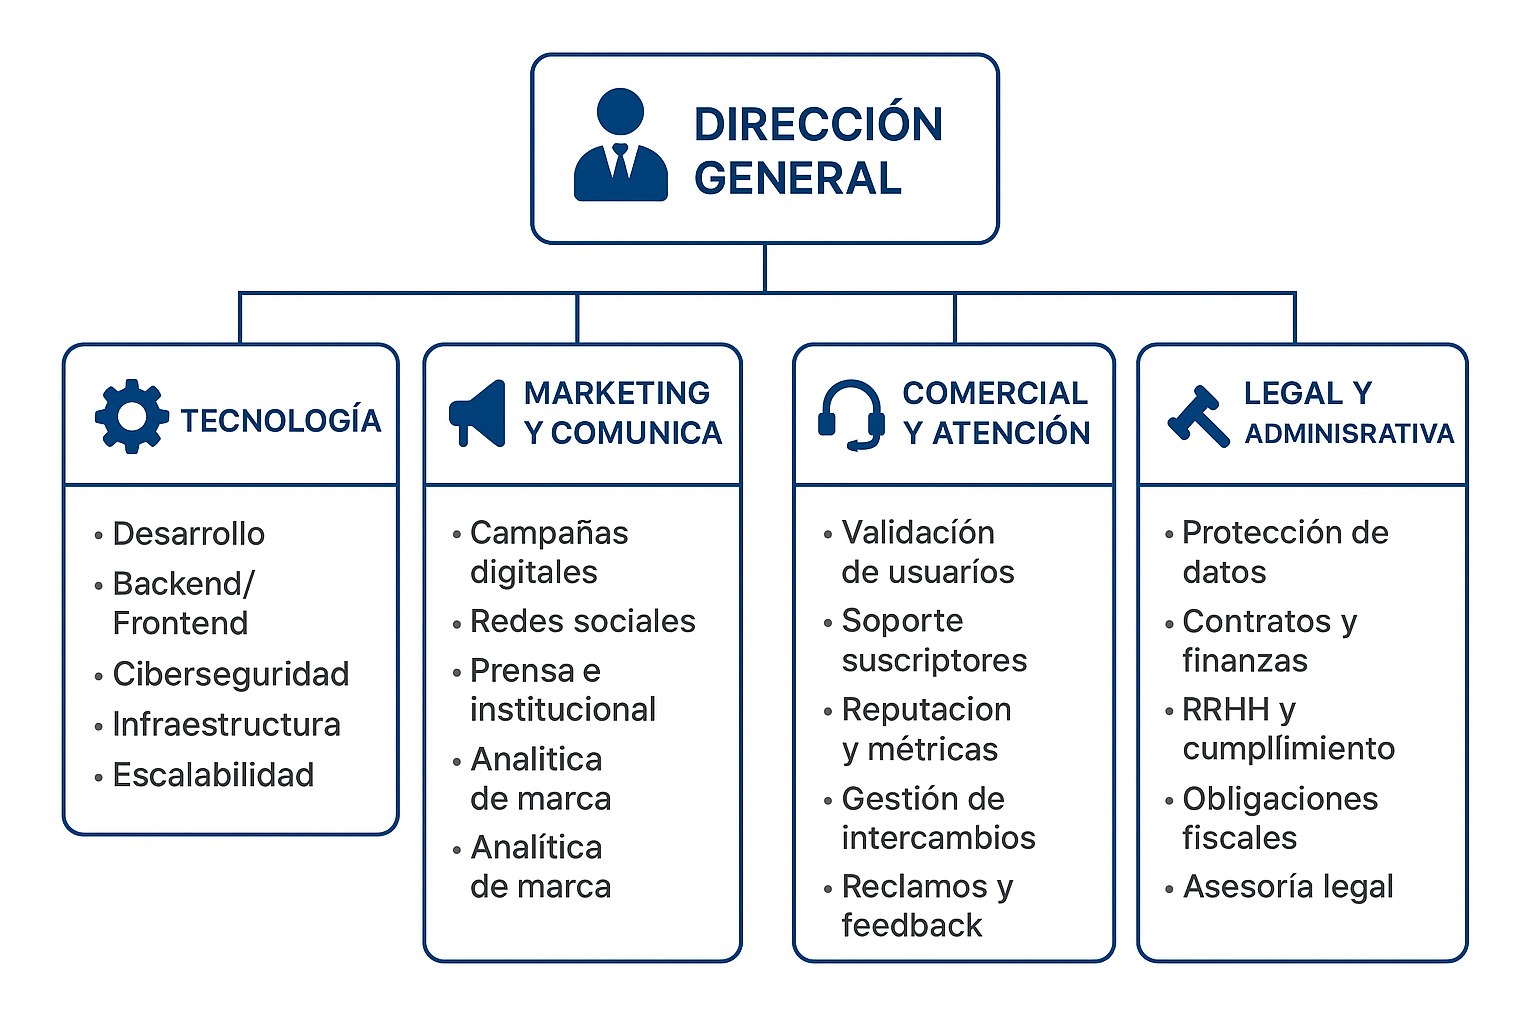 DIRECCIÓN
GENERAL
TECNOLOGÍA
• Desarrollo
• Backend/
Frontend
• Ciberseguridad
• Infraestructura
• Escalabilidad
MARKETING
Y COMUNICA
• Campañas
digitales
• Redes sociales
• Prensa e
institucional
• Analitica
de marca
• Analítica
de marca
COMERCIAL
Y ATENCIÓN
• Validacíón
de usuaríos
• Soporte
suscriptores
• Reputacion
y métricas
• Gestión de
intercambios
• Reclamos y
feedback
LEGAL Y
ADMINISRATIVA
• Protección de
datos
• Contratos y
finanzas
• RRHH y
cumpllimiento
• Obligaciones
fiscales
• Asesoría legal